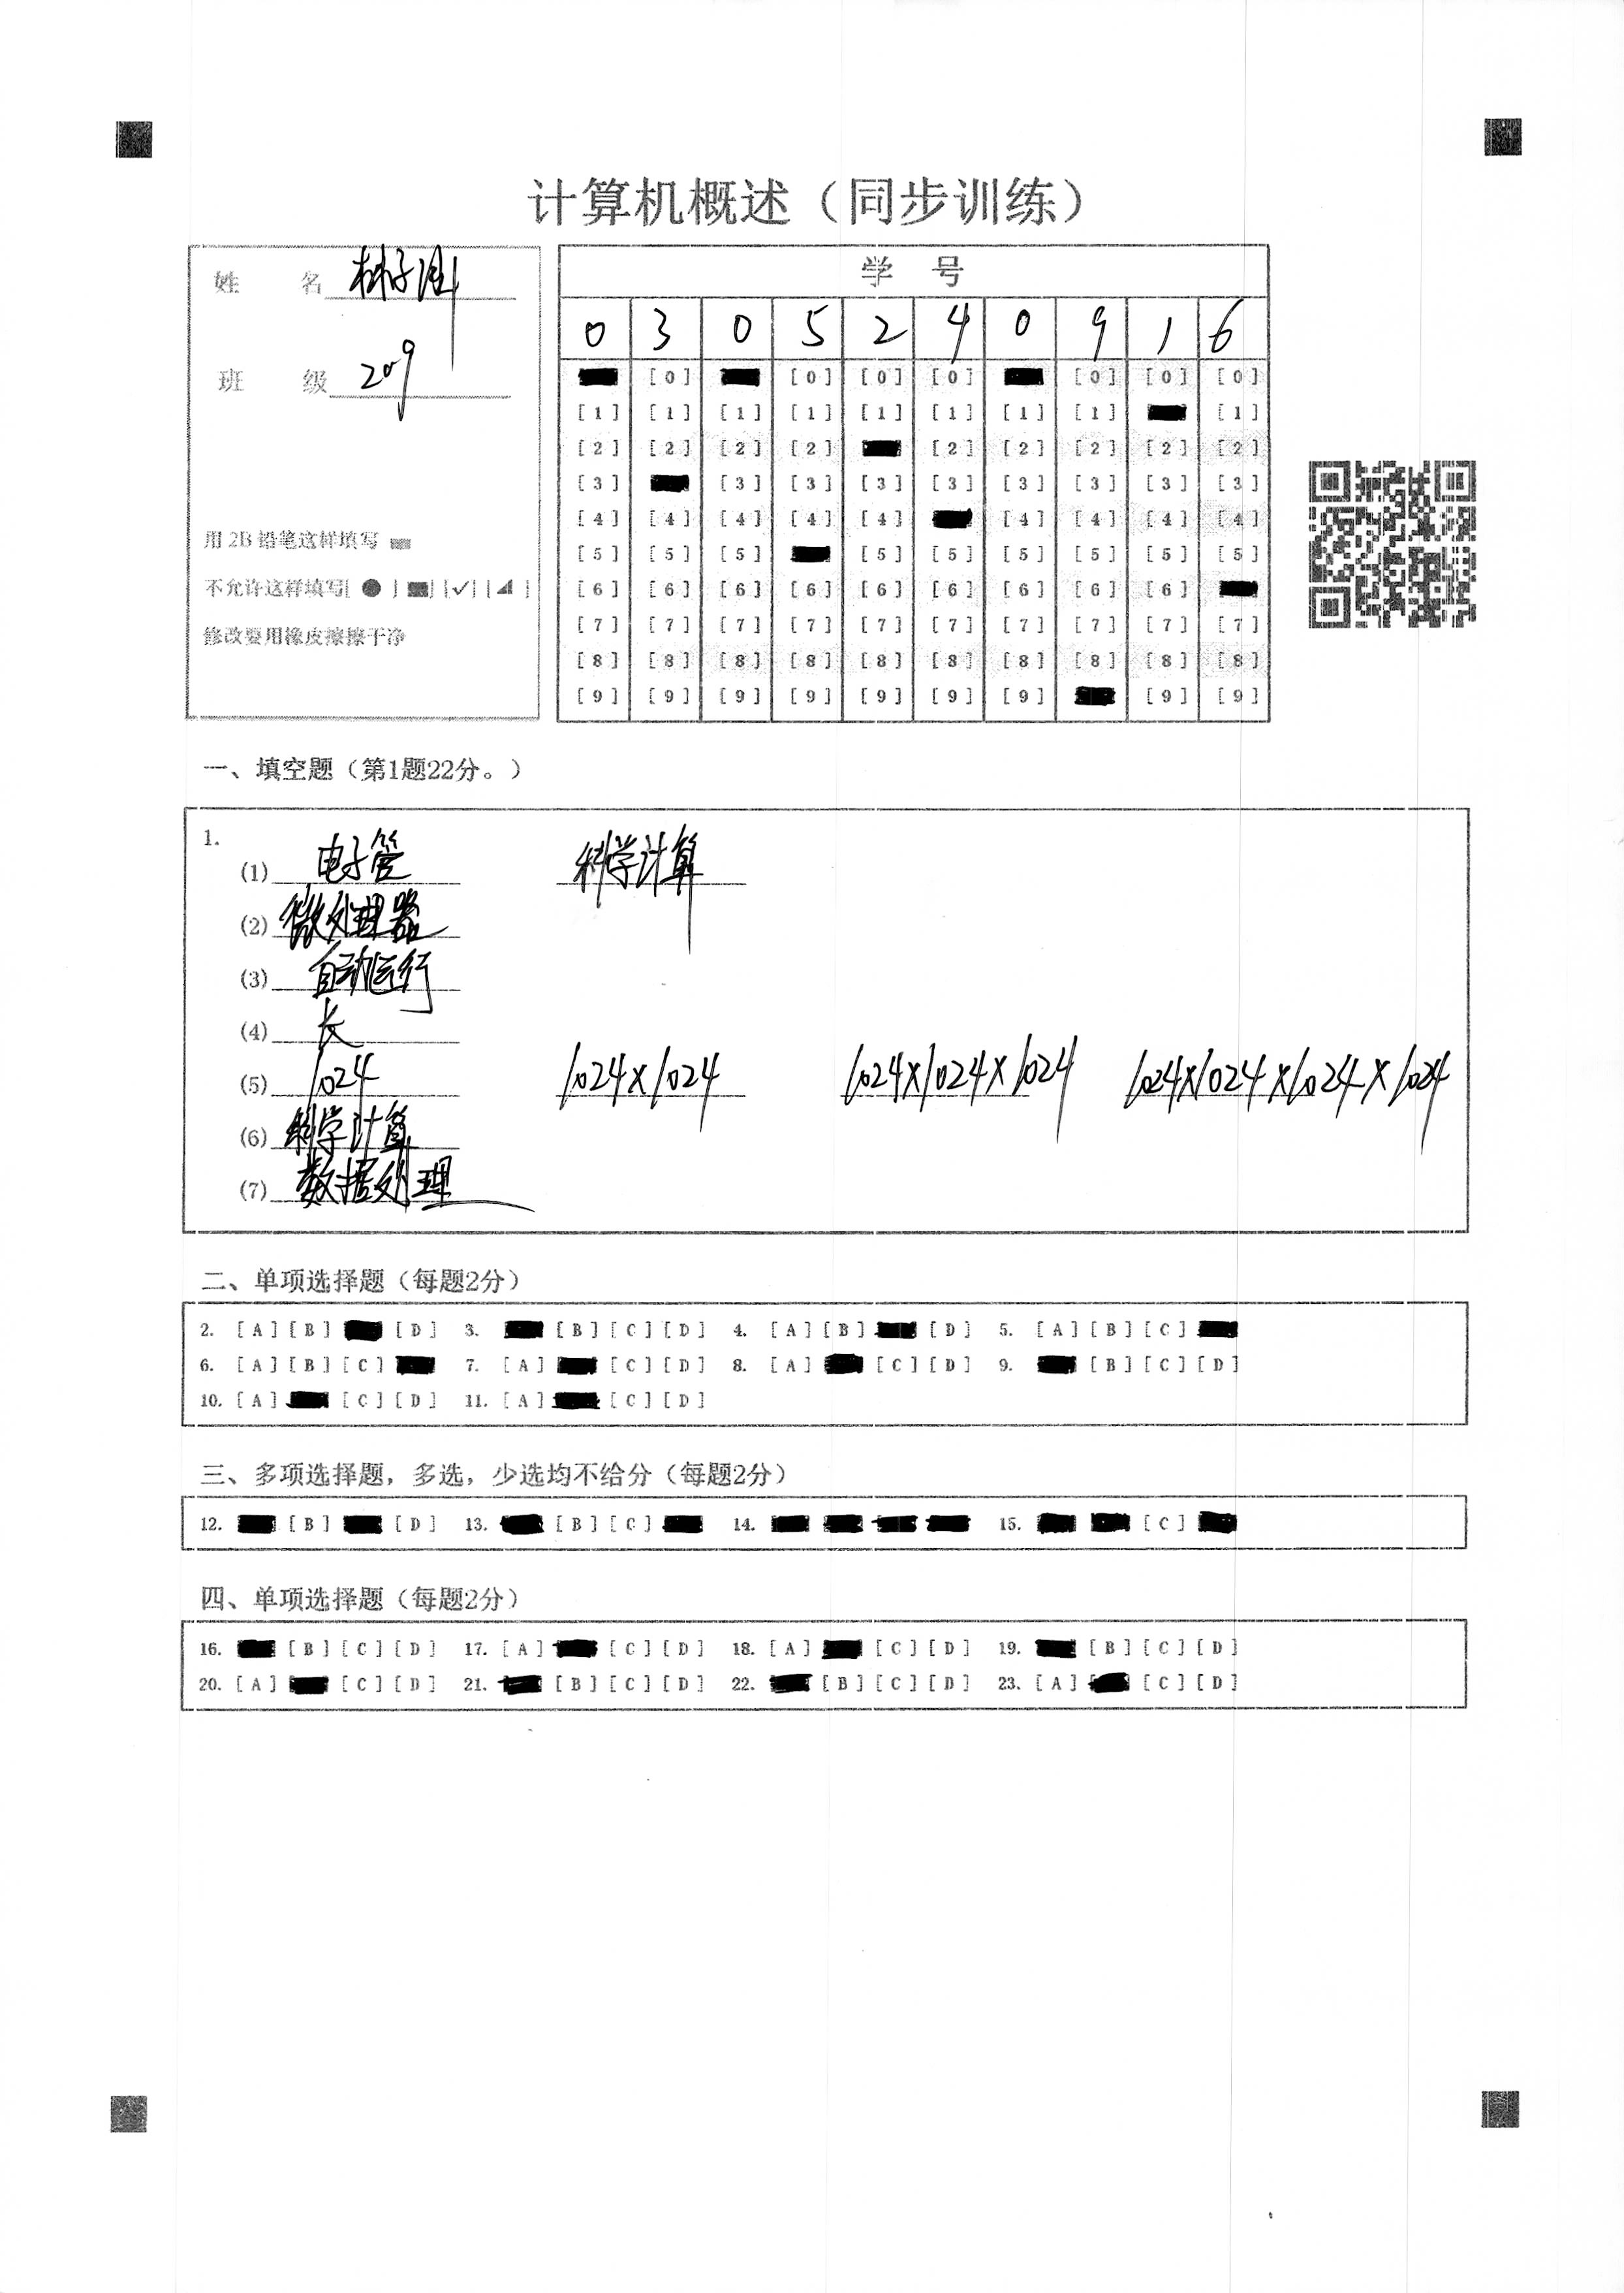 计算机概述（同步训练）
姓 名 林子渊
班 级 209
用 2B 铅笔这样填写
不允许这样填写[ ● ] [■] [✓] [◢]
修改要用橡皮擦擦干净
学 号
0 3 0 5 2 4 0 9 1 6
[0] [0] [0] [0] [0] [0] [0]
[1] [1] [1] [1] [1] [1] [1] [1] [1]
[2] [2] [2] [2] [2] [2] [2] [2] [2]
[3] [3] [3] [3] [3] [3] [3] [3] [3]
[4] [4] [4] [4] [4] [4] [4] [4] [4]
[5] [5] [5] [5] [5] [5] [5] [5] [5]
[6] [6] [6] [6] [6] [6] [6] [6] [6]
[7] [7] [7] [7] [7] [7] [7] [7] [7] [7]
[8] [8] [8] [8] [8] [8] [8] [8] [8] [8]
[9] [9] [9] [9] [9] [9] [9] [9] [9]
一、填空题（第1题22分。）
1.
(1) 电子管 科学计算
(2) 微处理器
(3) 自动运行
(4) 长
(5) 1024 1024×1024 1024×1024×1024 1024×1024×1024×1024
(6) 科学计算
(7) 数据处理
二、单项选择题（每题2分）
2. [A] [B] [D] 3. [B] [C] [D] 4. [A] [B] [D] 5. [A] [B] [C]
6. [A] [B] [C] 7. [A] [C] [D] 8. [A] [C] [D] 9. [B] [C] [D]
10. [A] [C] [D] 11. [A] [C] [D]
三、多项选择题，多选，少选均不给分（每题2分）
12. [B] [D] 13. [B] [C] 14. 15. [C]
四、单项选择题（每题2分）
16. [B] [C] [D] 17. [A] [C] [D] 18. [A] [C] [D] 19. [B] [C] [D]
20. [A] [C] [D] 21. [B] [C] [D] 22. [B] [C] [D] 23. [A] [C] [D]